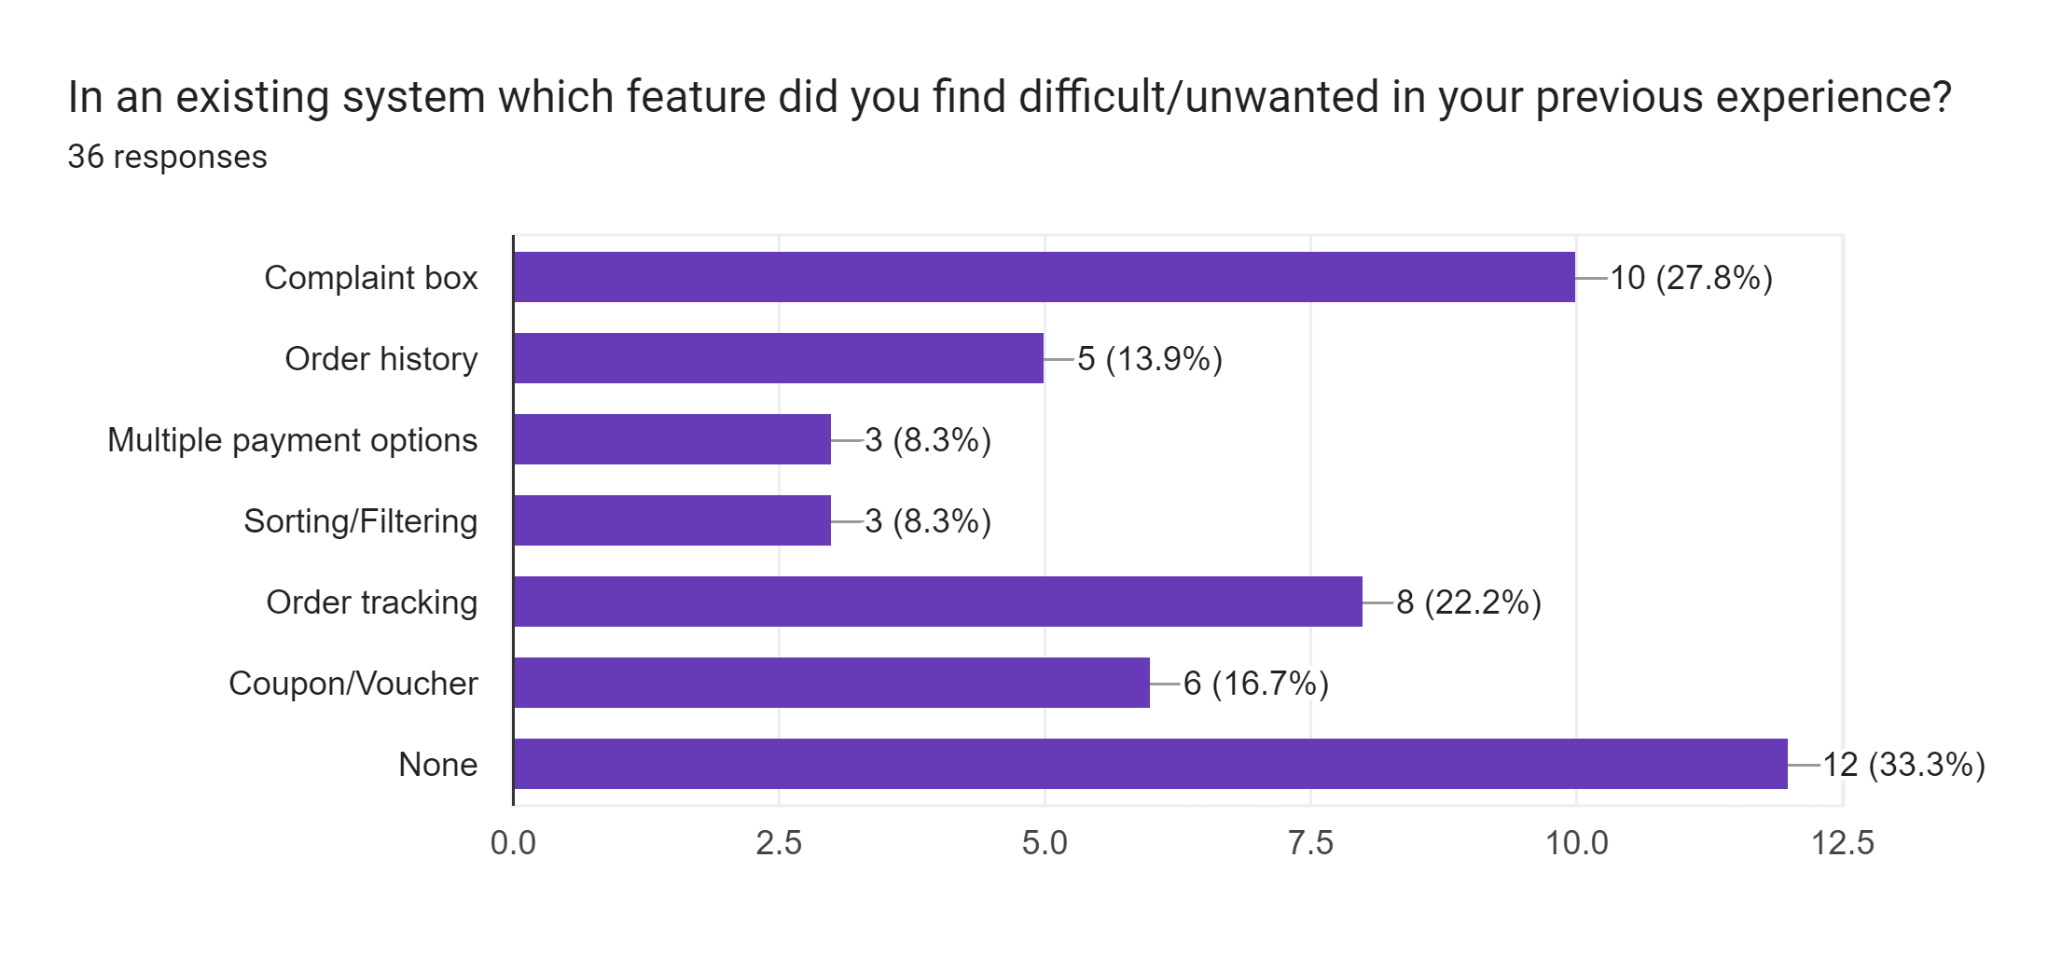 In an existing system which feature did you find difficult/unwanted in your previous experience?
36 responses
Complaint box 10 (27.8%)
Order history 5 (13.9%)
Multiple payment options 3 (8.3%)
Sorting/Filtering 3 (8.3%)
Order tracking 8 (22.2%)
Coupon/Voucher 6 (16.7%)
None 12 (33.3%)
0.0 2.5 5.0 7.5 10.0 12.5